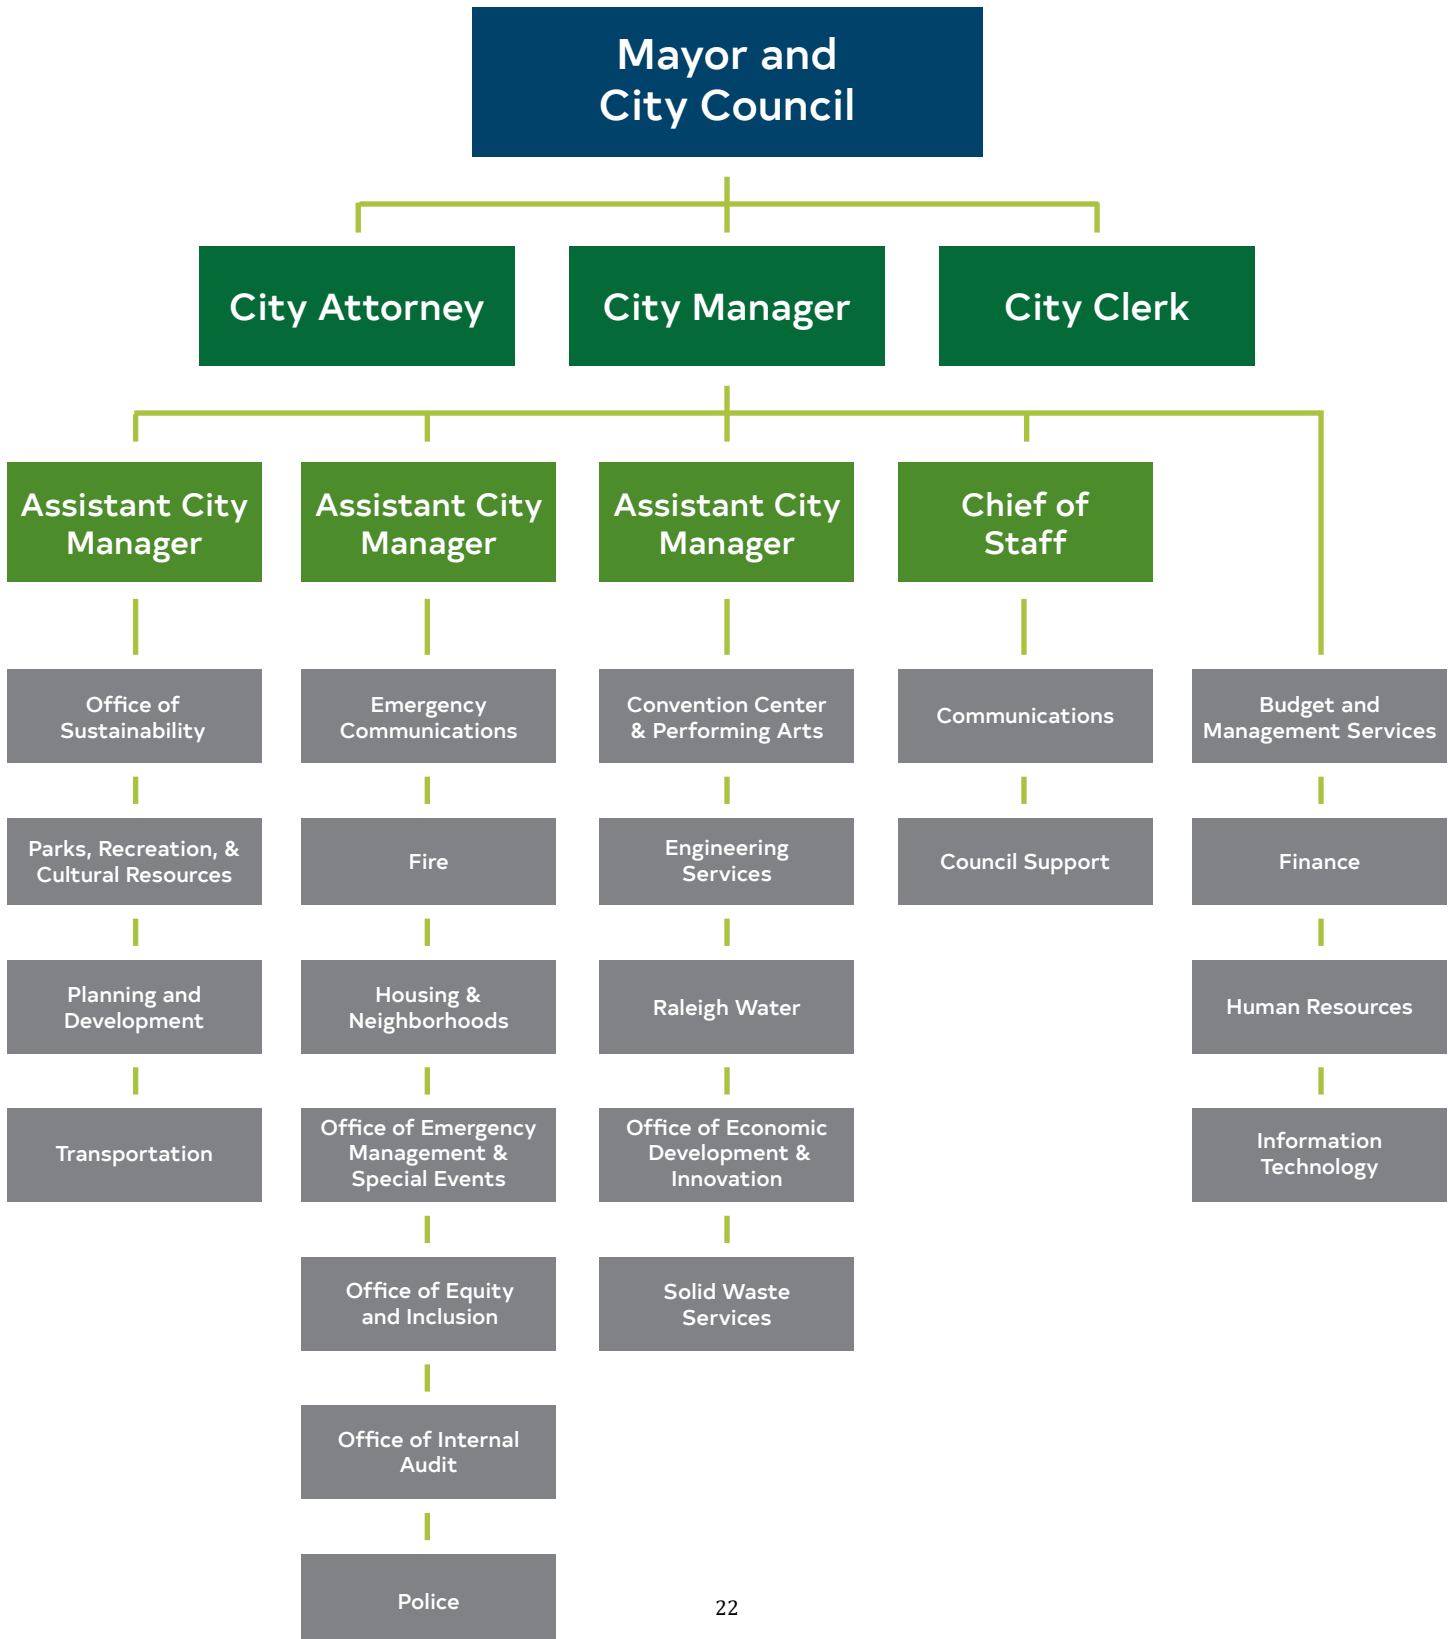 Mayor and
City Council
City Attorney
City Manager
City Clerk
Assistant City
Manager
Assistant City
Manager
Assistant City
Manager
Chief of
Staff
Office of
Sustainability
Parks, Recreation, &
Cultural Resources
Planning and
Development
Transportation
Emergency
Communications
Fire
Housing &
Neighborhoods
Office of Emergency
Management &
Special Events
Office of Equity
and Inclusion
Office of Internal
Audit
Police
Convention Center
& Performing Arts
Engineering
Services
Raleigh Water
Office of Economic
Development &
Innovation
Solid Waste
Services
Communications
Council Support
Budget and
Management Services
Finance
Human Resources
Information
Technology
22